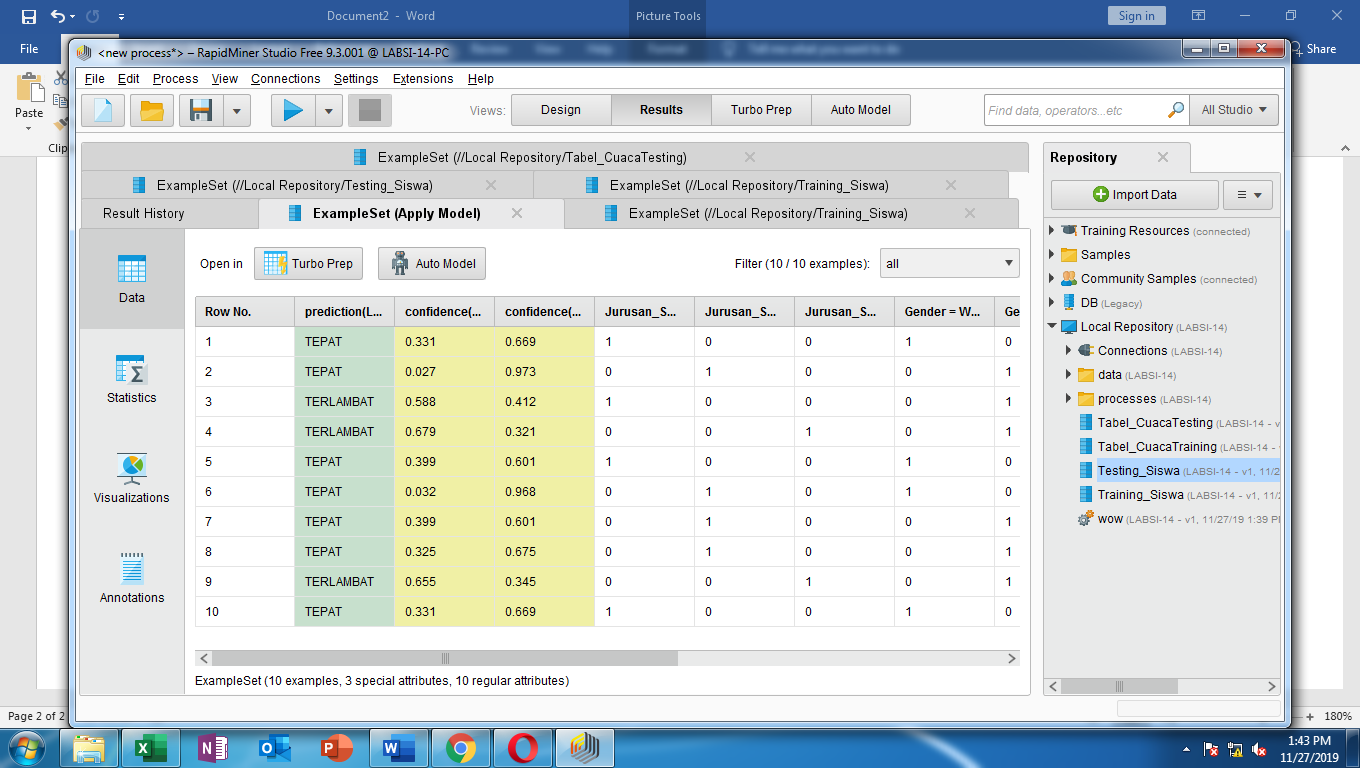 Document2 - Word
Picture Tools
Sign in
File
Review View Help Format Tell me what you want to do
Share
Paste
Clip
<new process*> – RapidMiner Studio Free 9.3.001 @ LABSI-14-PC
File Edit Process View Connections Settings Extensions Help
Views: Design Results Turbo Prep Auto Model
Find data, operators...etc
All Studio
ExampleSet (//Local Repository/Tabel_CuacaTesting)
ExampleSet (//Local Repository/Testing_Siswa)
ExampleSet (//Local Repository/Training_Siswa)
Result History
ExampleSet (Apply Model)
ExampleSet (//Local Repository/Training_Siswa)
Data
Statistics
Visualizations
Annotations
Open in Turbo Prep Auto Model Filter (10 / 10 examples): all
Row No. prediction(L... confidence(... confidence(... Jurusan_S... Jurusan_S... Jurusan_S... Gender = W... Ge
1 TEPAT 0.331 0.669 1 0 0 1 0
2 TEPAT 0.027 0.973 0 1 0 0 1
3 TERLAMBAT 0.588 0.412 1 0 0 0 1
4 TERLAMBAT 0.679 0.321 0 0 1 0 1
5 TEPAT 0.399 0.601 1 0 0 1 0
6 TEPAT 0.032 0.968 0 1 0 1 0
7 TEPAT 0.399 0.601 0 1 0 0 1
8 TEPAT 0.325 0.675 0 1 0 0 1
9 TERLAMBAT 0.655 0.345 0 0 1 0 1
10 TEPAT 0.331 0.669 1 0 0 1 0
ExampleSet (10 examples, 3 special attributes, 10 regular attributes)
Repository
Import Data
Training Resources (connected)
Samples
Community Samples (connected)
DB (Legacy)
Local Repository (LABSI-14)
Connections (LABSI-14)
data (LABSI-14)
processes (LABSI-14)
Tabel_CuacaTesting (LABSI-14 – v
Tabel_CuacaTraining (LABSI-14 –
Testing_Siswa (LABSI-14 – v1, 11/2
Training_Siswa (LABSI-14 – v1, 11/2
wow (LABSI-14 – v1, 11/27/19 1:39 P
Page 2 of 2
+ 180%
1:43 PM
11/27/2019